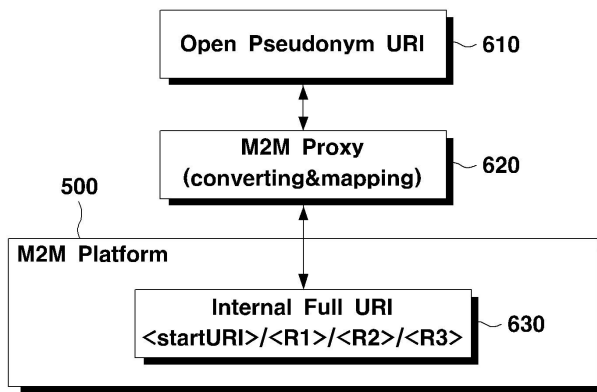 Open Pseudonym URI
610
M2M Proxy
(converting&mapping)
620
500
M2M Platform
Internal Full URI
<startURI>/<R1>/<R2>/<R3>
630